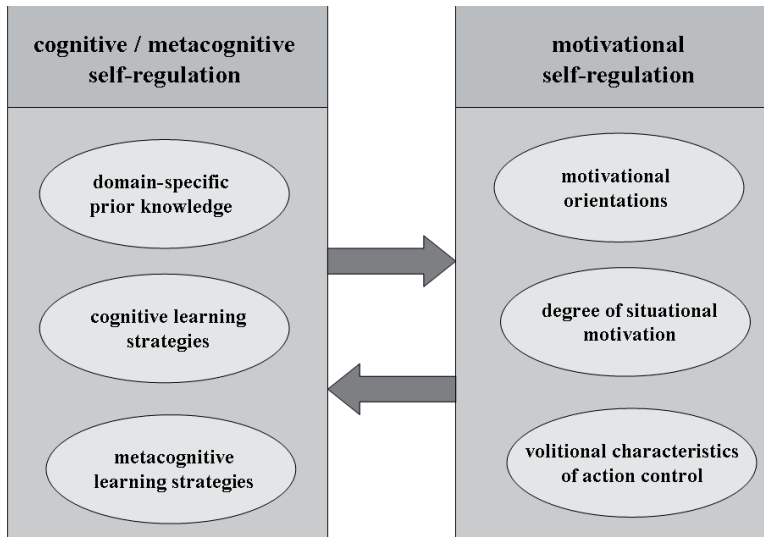 cognitive / metacognitive
self-regulation
domain-specific
prior knowledge
cognitive learning
strategies
metacognitive
learning strategies
motivational
self-regulation
motivational
orientations
degree of situational
motivation
volitional characteristics
of action control